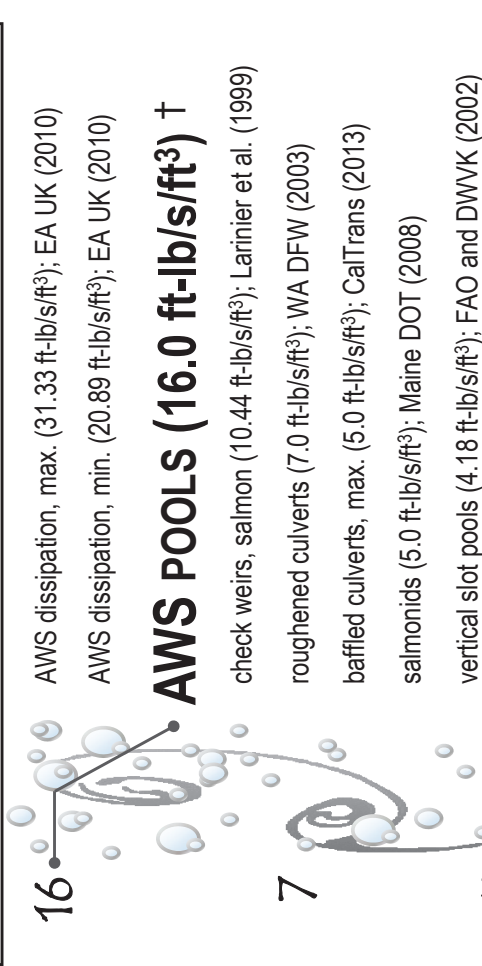 AWS dissipation, max. (31.33 ft-lb/s/ft³); EA UK (2010)
AWS dissipation, min. (20.89 ft-lb/s/ft³); EA UK (2010)
16
AWS POOLS (16.0 ft-lb/s/ft³) †
check weirs, salmon (10.44 ft-lb/s/ft³); Larinier et al. (1999)
7
roughened culverts (7.0 ft-lb/s/ft³); WA DFW (2003)
baffled culverts, max. (5.0 ft-lb/s/ft³); CalTrans (2013)
salmonids (5.0 ft-lb/s/ft³); Maine DOT (2008)
vertical slot pools (4.18 ft-lb/s/ft³); FAO and DWVK (2002)